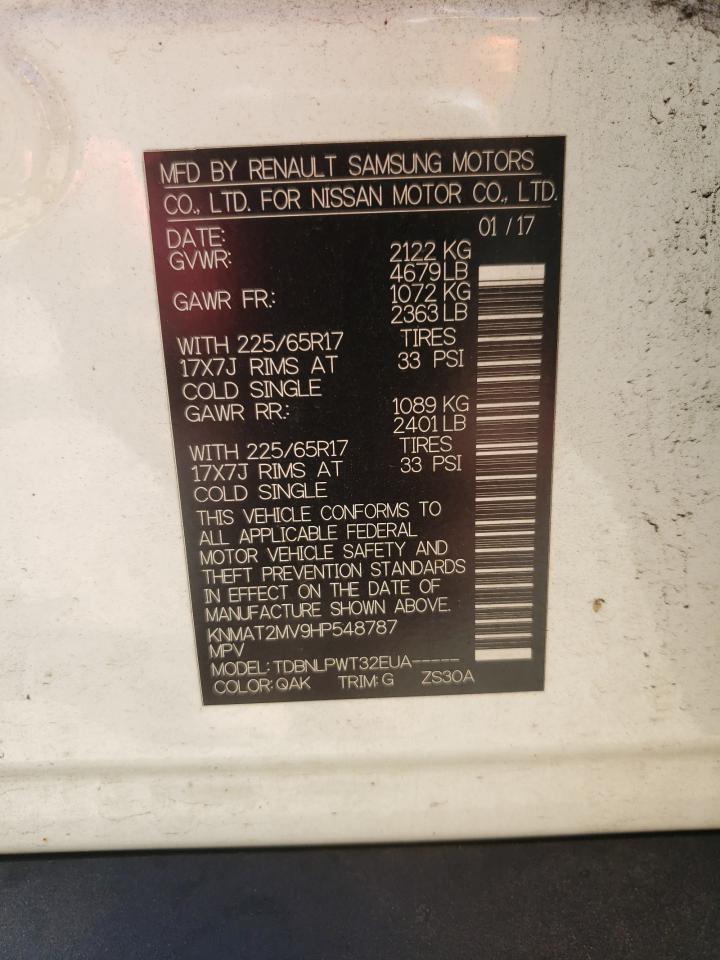 MFD BY RENAULT SAMSUNG MOTORS
CO., LTD. FOR NISSAN MOTOR CO., LTD.
DATE: 01 / 17
GVWR: 2122 KG
4679 LB
GAWR FR.: 1072 KG
2363 LB
WITH 225/65R17 TIRES
17X7J RIMS AT 33 PSI
COLD SINGLE
GAWR RR.: 1089 KG
2401 LB
WITH 225/65R17 TIRES
17X7J RIMS AT 33 PSI
COLD SINGLE
THIS VEHICLE CONFORMS TO
ALL APPLICABLE FEDERAL
MOTOR VEHICLE SAFETY AND
THEFT PREVENTION STANDARDS
IN EFFECT ON THE DATE OF
MANUFACTURE SHOWN ABOVE.
KNMAT2MV9HP548787
MPV
MODEL: TDBNLPWT32EUA-----
COLOR: QAK TRIM: G ZS30A